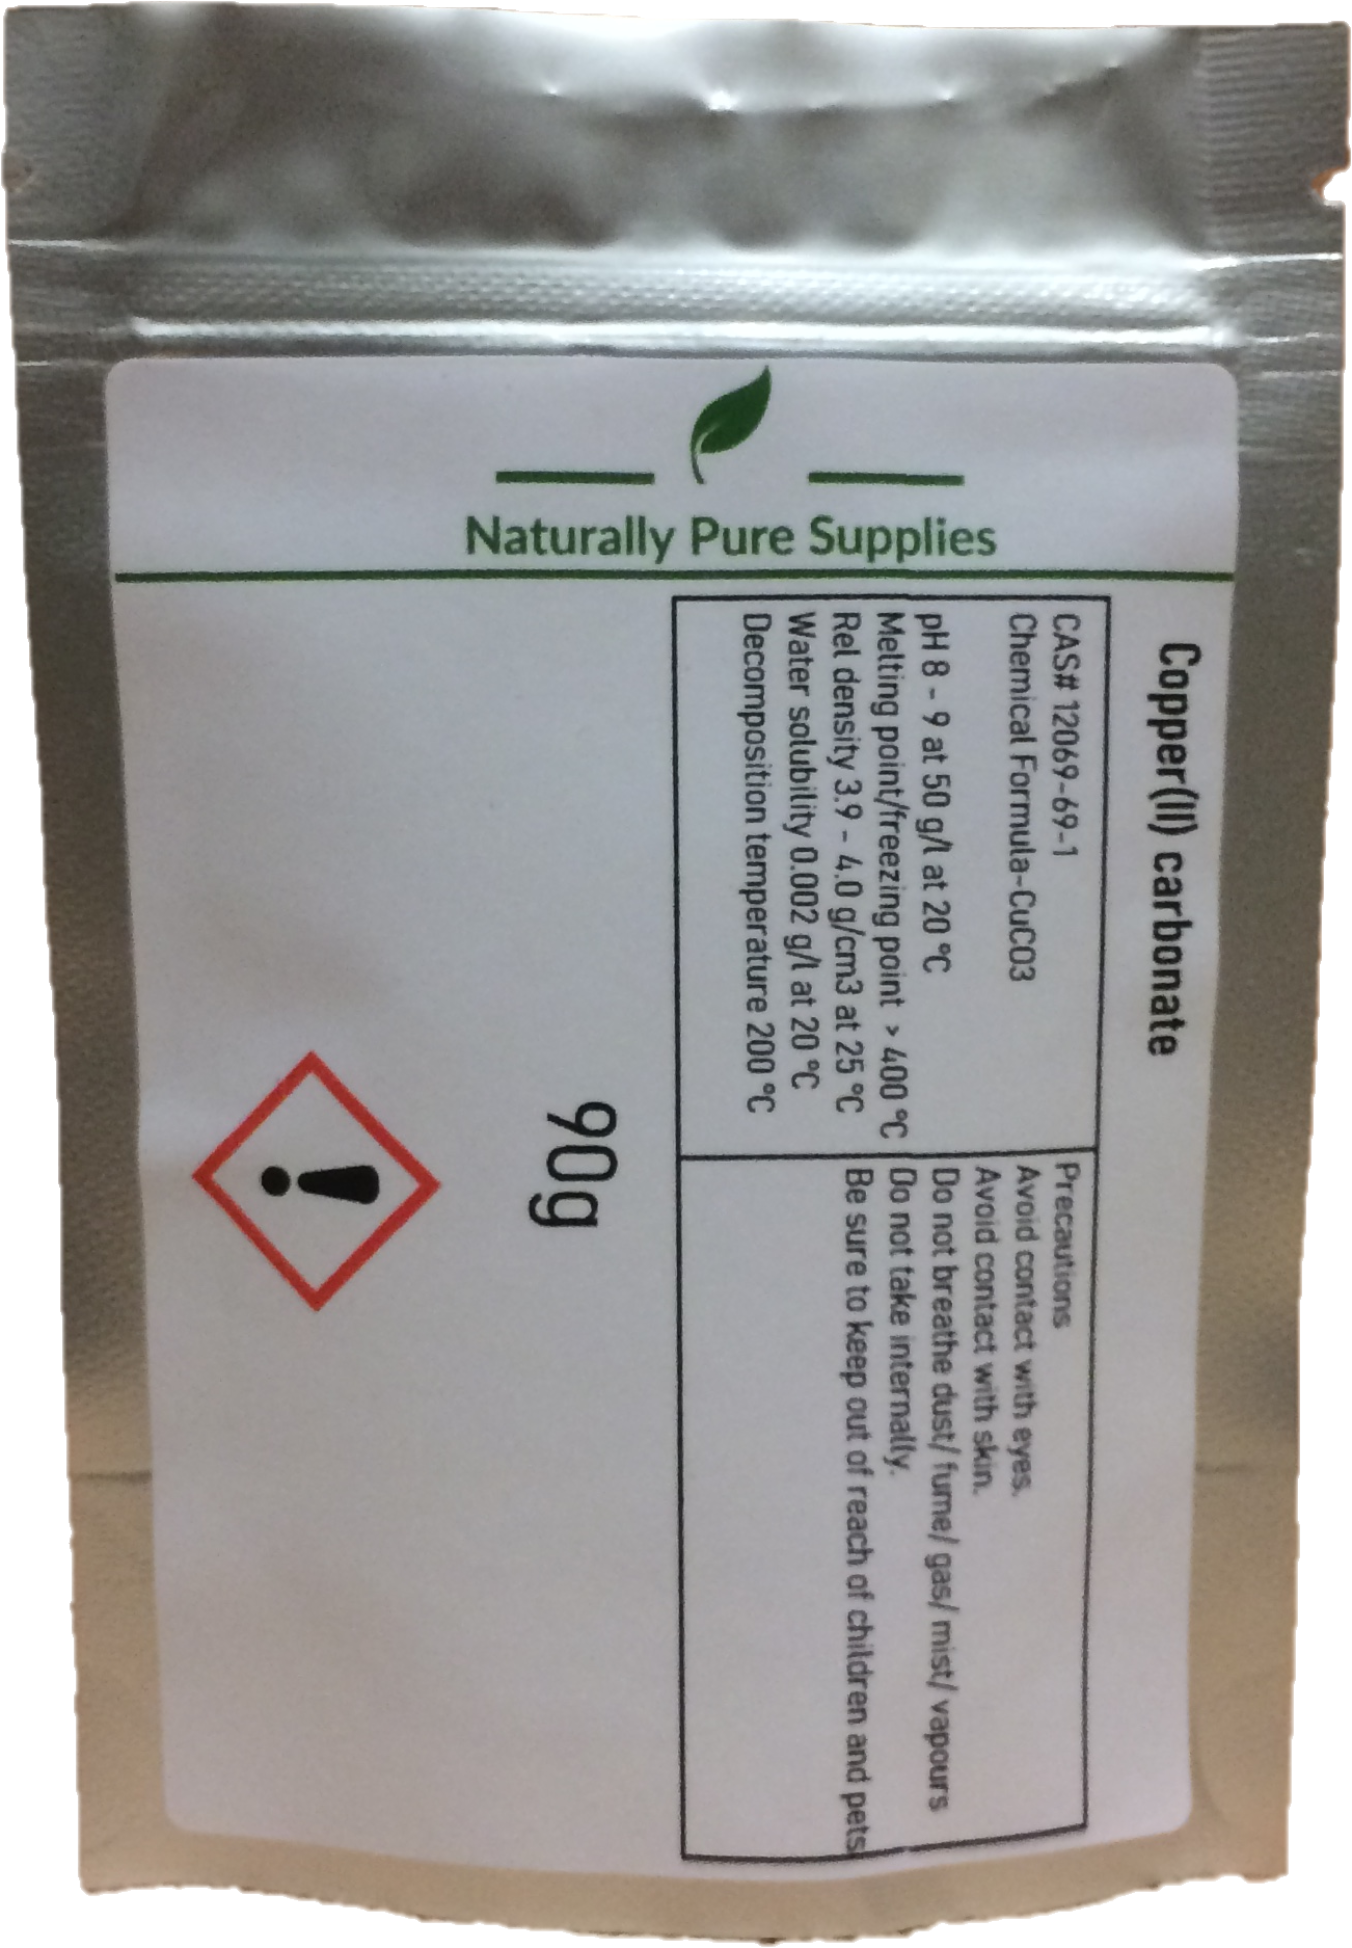 Naturally Pure Supplies
Copper(II) carbonate
CAS# 12069-69-1
Chemical Formula-CuCO3
pH 8 - 9 at 50 g/l at 20 °C
Melting point/freezing point > 400 °C
Rel density 3.9 - 4.0 g/cm3 at 25 °C
Water solubility 0.002 g/l at 20 °C
Decomposition temperature 200 °C
Precautions
Avoid contact with eyes.
Avoid contact with skin.
Do not breathe dust/ fume/ gas/ mist/ vapours
Do not take internally.
Be sure to keep out of reach of children and pets
90g